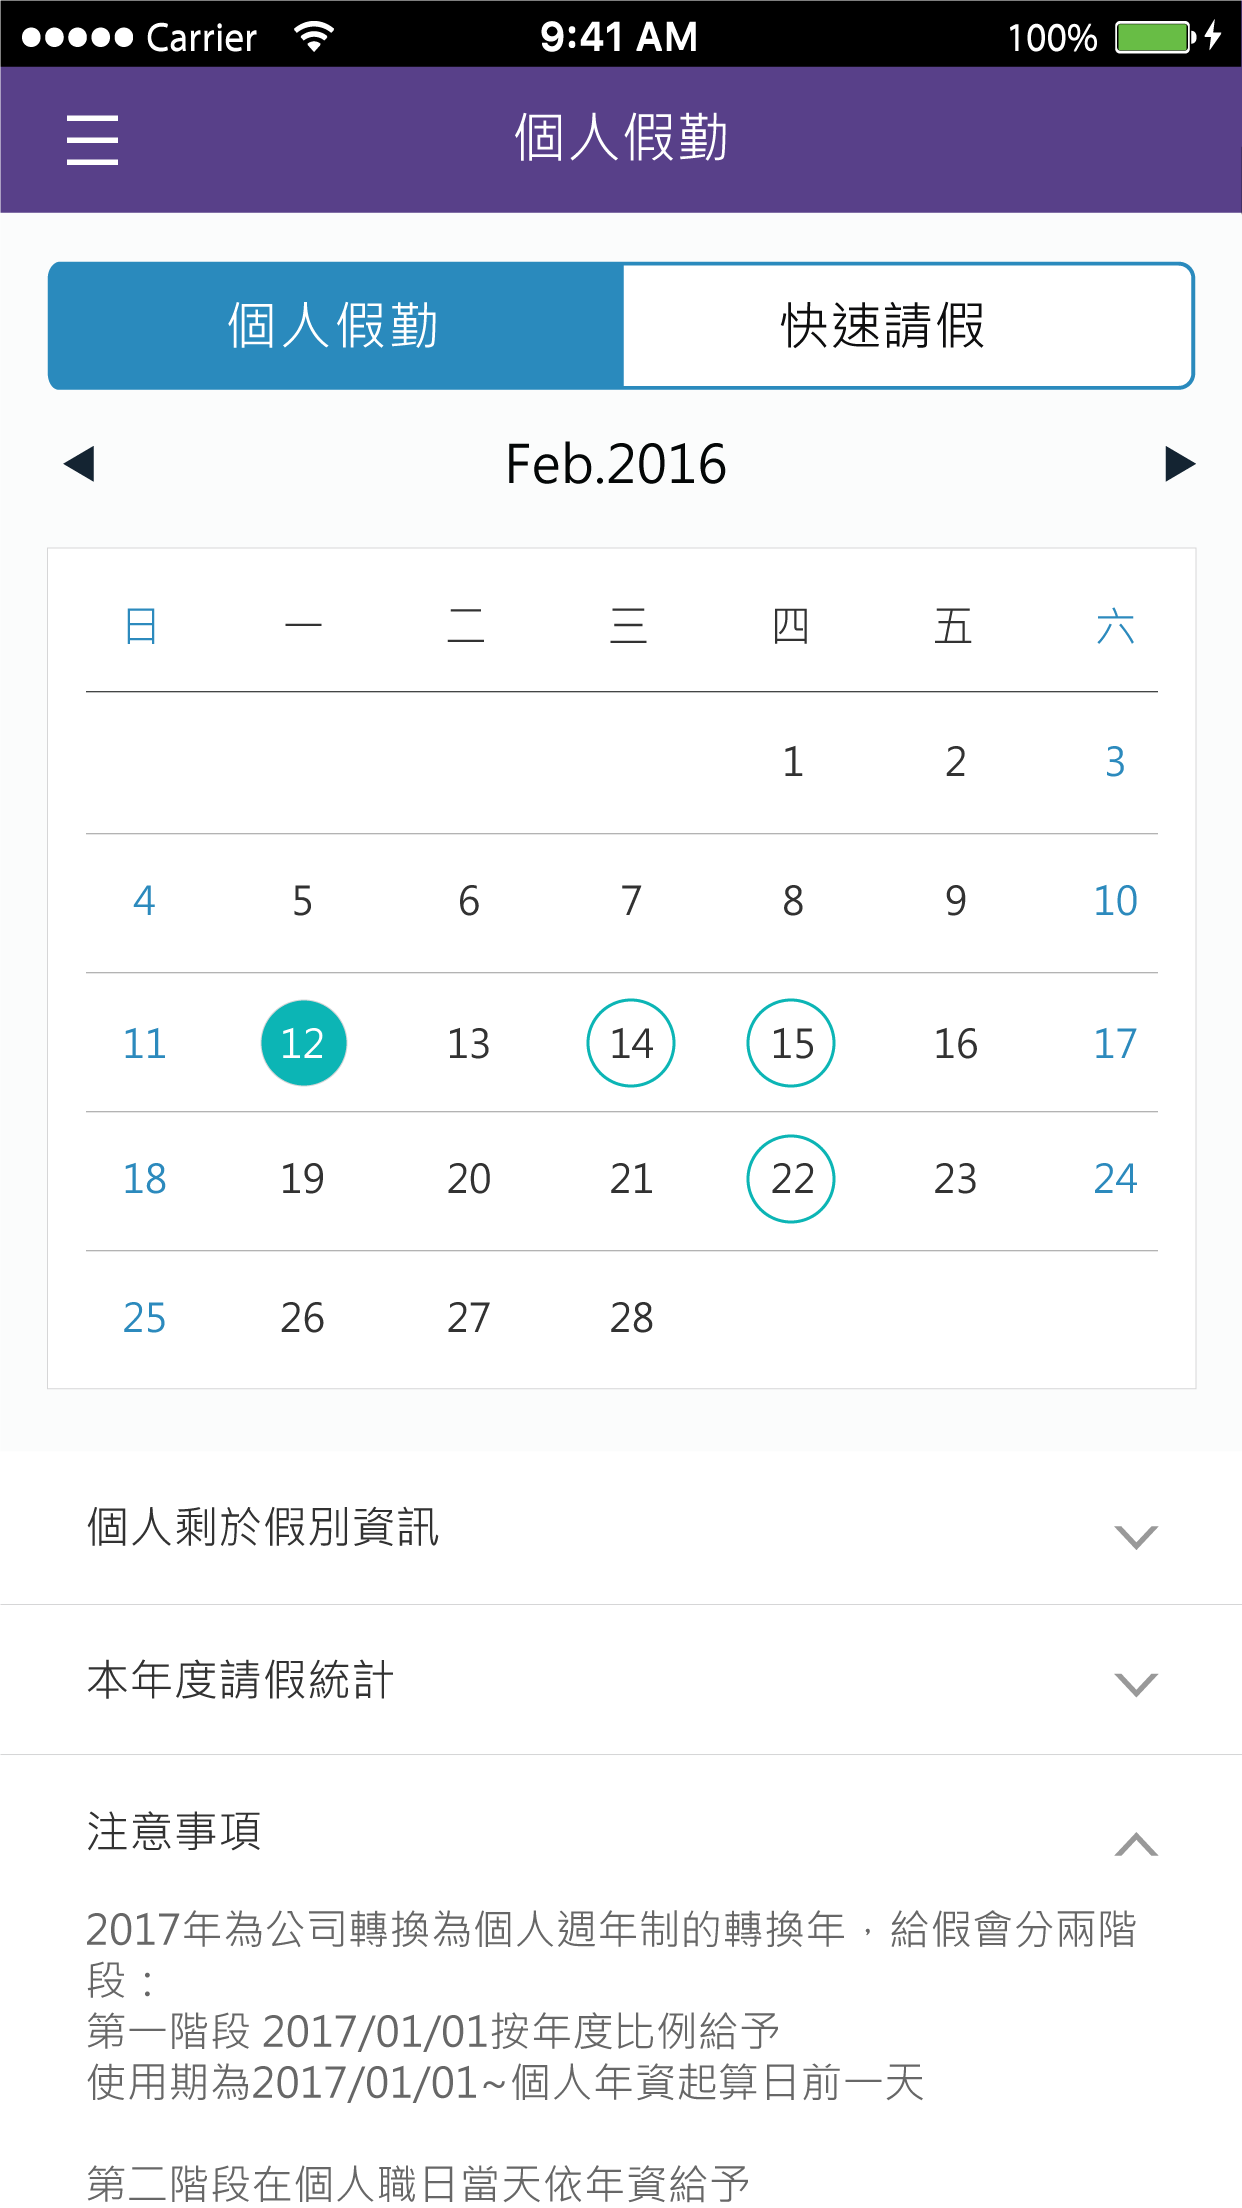 Carrier 9:41 AM 100%
個人假勤
個人假勤 快速請假
Feb.2016
日 一 二 三 四 五 六
1 2 3
4 5 6 7 8 9 10
11 12 13 14 15 16 17
18 19 20 21 22 23 24
25 26 27 28
個人剩於假別資訊
本年度請假統計
注意事項
2017年為公司轉換為個人週年制的轉換年，給假會分兩階
段：
第一階段 2017/01/01按年度比例給予
使用期為2017/01/01~個人年資起算日前一天
第二階段在個人職日當天依年資給予